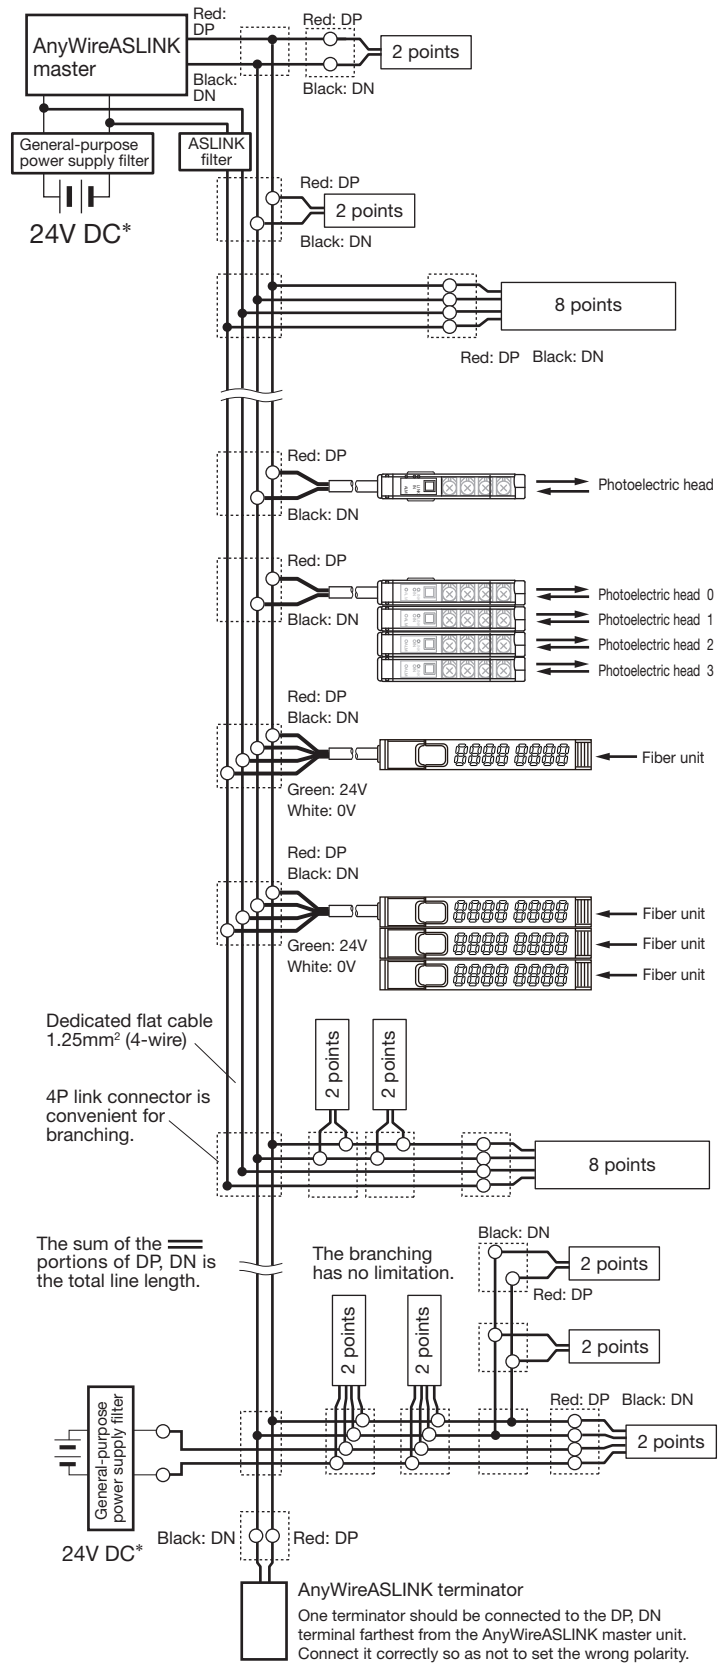 Red:
DP
Red: DP
AnyWireASLINK
master
2 points
Black:
DN
Black: DN
General-purpose
power supply filter
ASLINK
filter
Red: DP
2 points
24V DC*
Black: DN
8 points
Red: DP Black: DN
Red: DP
Photoelectric head
Black: DN
Red: DP
Photoelectric head 0
Black: DN
Photoelectric head 1
Photoelectric head 2
Photoelectric head 3
Red: DP
Black: DN
Fiber unit
Green: 24V
White: 0V
Red: DP
Black: DN
Fiber unit
Green: 24V
Fiber unit
White: 0V
Fiber unit
Dedicated flat cable
1.25mm² (4-wire)
2 points
2 points
4P link connector is
convenient for
branching.
8 points
The sum of the
portions of DP, DN is
the total line length.
The branching
has no limitation.
Black: DN
2 points
Red: DP
2 points
2 points
2 points
Red: DP Black: DN
2 points
General-purpose
power supply filter
24V DC*
Black: DN
Red: DP
AnyWireASLINK terminator
One terminator should be connected to the DP, DN
terminal farthest from the AnyWireASLINK master unit.
Connect it correctly so as not to set the wrong polarity.